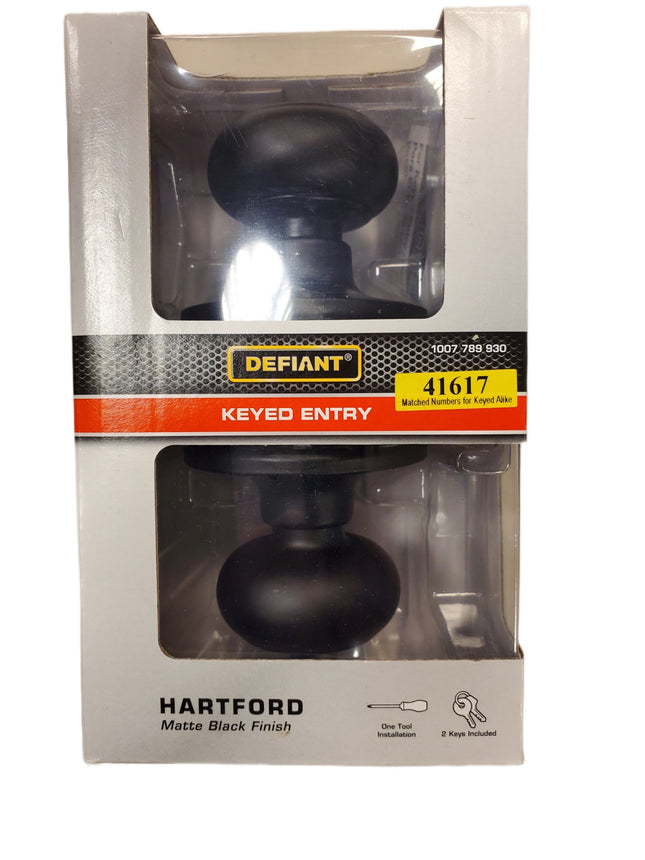 1007 789 930
DEFIANT®
41617
Matched Numbers for Keyed Alike
KEYED ENTRY
HARTFORD
Matte Black Finish
One Tool
Installation
2 Keys Included